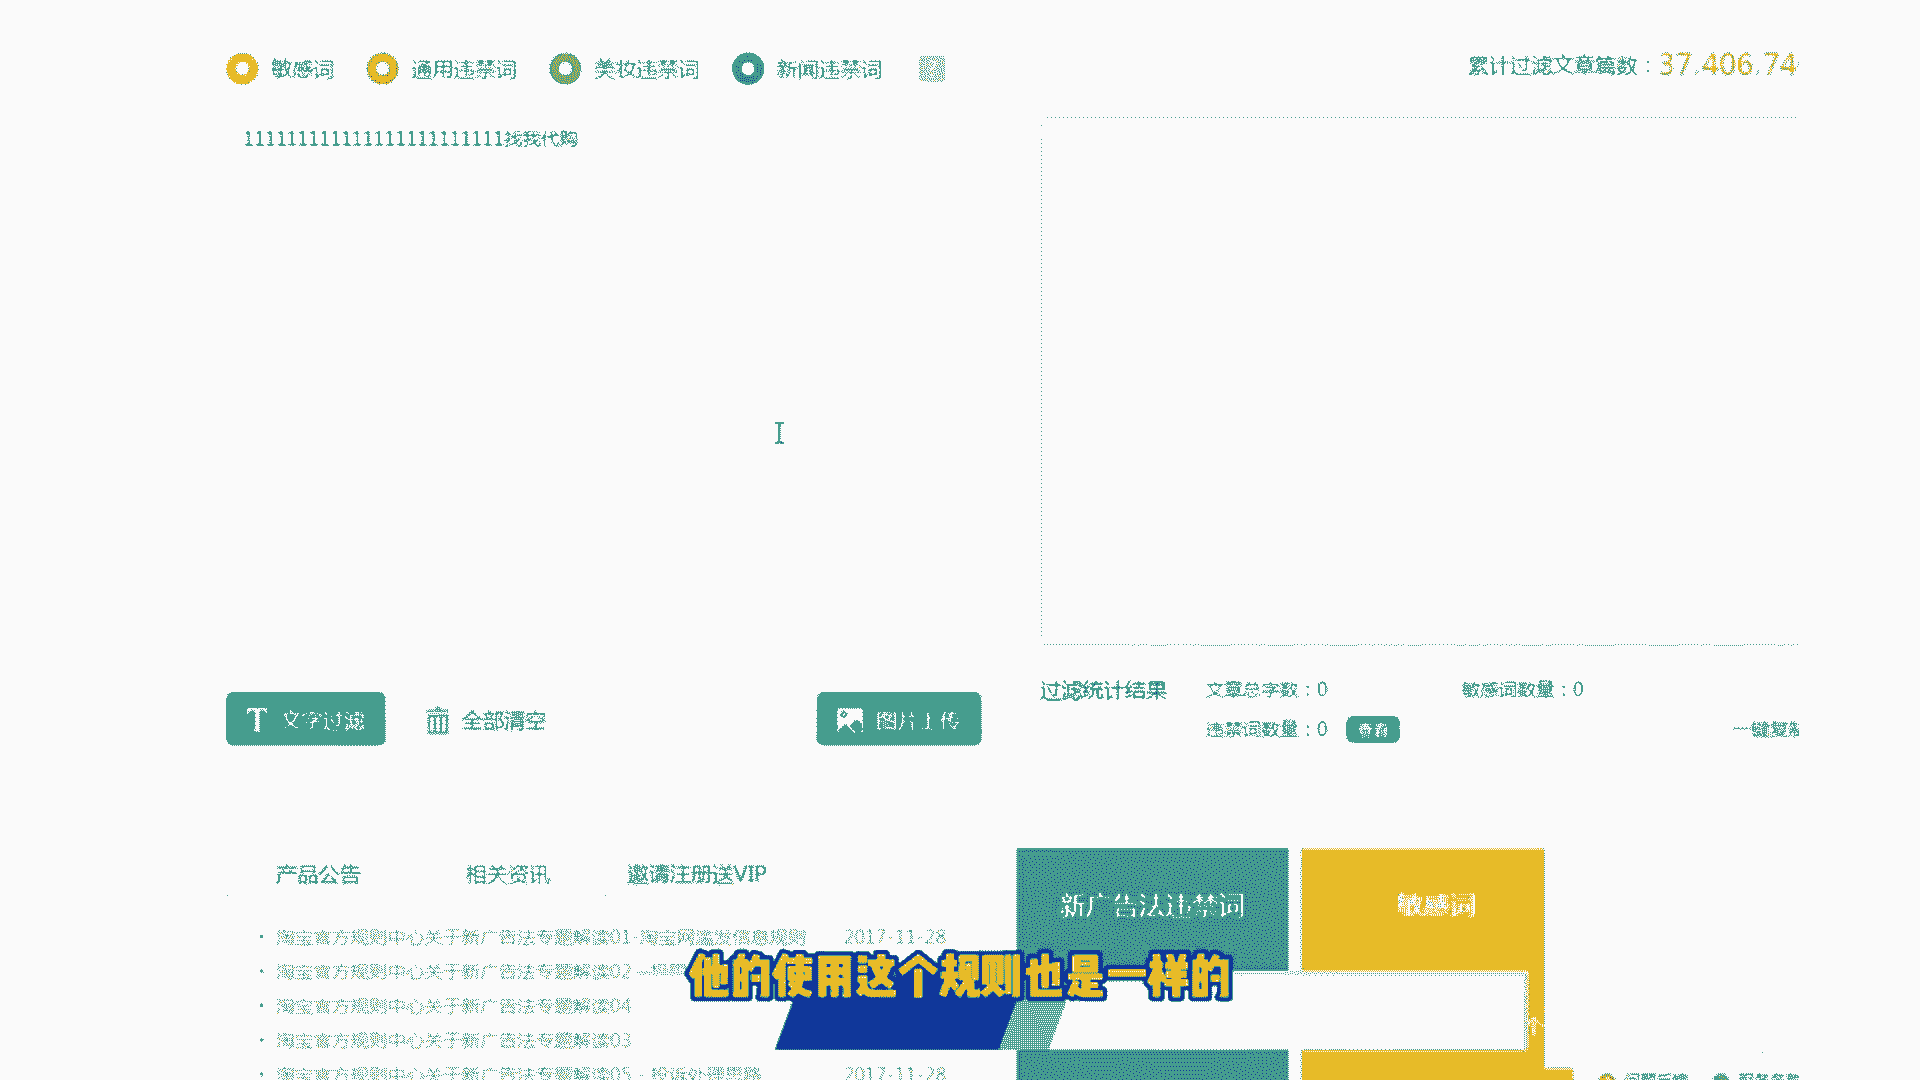 敏感词 通用违禁词 美妆违禁词 新闻违禁词
累计过滤文章篇数：37,406,74
1111111111111111111111111找我代购
文字过滤 全部清空 图片上传
过滤统计结果 文章总字数：0 敏感词数量：0
违禁词数量：0 查看 一键复制
产品公告 相关资讯 邀请注册送VIP
新广告法违禁词 敏感词
淘宝官方规则中心关于新广告法专题解读01-淘宝网滥发信息规则 2017-11-28
淘宝官方规则中心关于新广告法专题解读02
他的使用这个规则也是一样的
淘宝官方规则中心关于新广告法专题解读04
个
淘宝官方规则中心关于新广告法专题解读03
淘宝官方规则中心关于新广告法专题解读05 - 投诉处理思路 2017-11-28